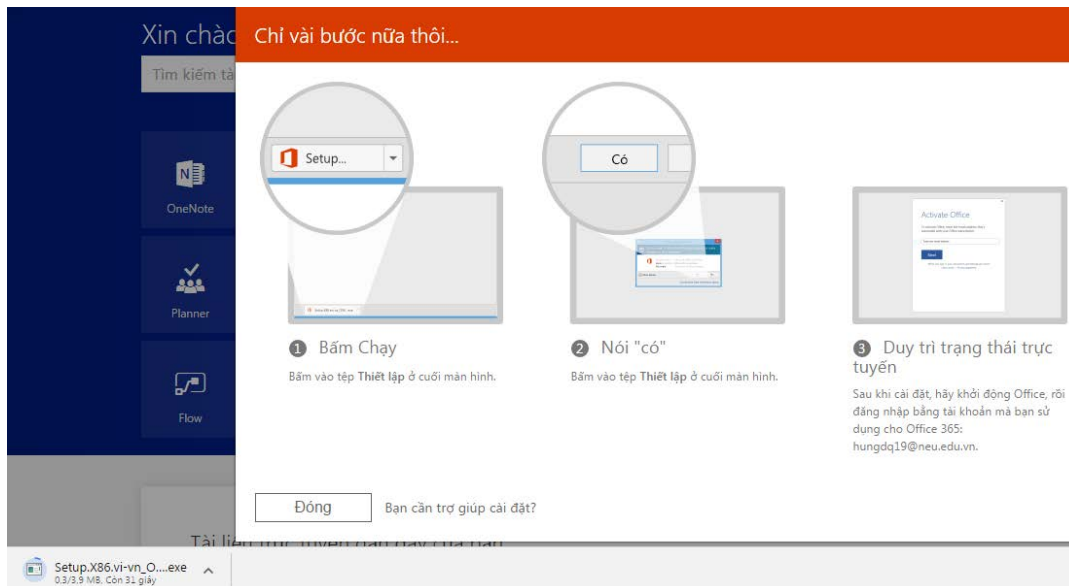 Xin chào
Chỉ vài bước nữa thôi...
Tìm kiếm tà
OneNote
Planner
Flow
Setup...
Có
Activate Office
Next
1 Bấm Chạy
Bấm vào tệp Thiết lập ở cuối màn hình.
2 Nói "có"
Bấm vào tệp Thiết lập ở cuối màn hình.
3 Duy trì trạng thái trực
tuyến
Sau khi cài đặt, hãy khởi động Office, rồi
đăng nhập bằng tài khoản mà bạn sử
dụng cho Office 365:
hungdq19@neu.edu.vn.
Đóng
Bạn cần trợ giúp cài đặt?
Setup.X86.vi-vn_O....exe
0.3/3.9 MB, Còn 31 giây